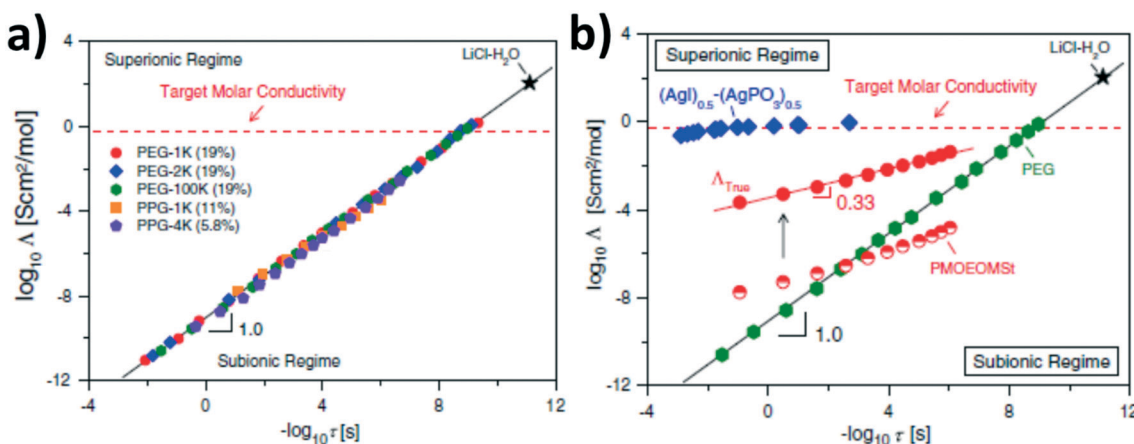 a)
4
0
-4
-8
-12
log₁₀ Λ [Scm²/mol]
Superionic Regime
LiCl-H₂O
Target Molar Conductivity
PEG-1K (19%)
PEG-2K (19%)
PEG-100K (19%)
PPG-1K (11%)
PPG-4K (5.8%)
1.0
Subionic Regime
-4
0
4
8
12
-log₁₀ τ [s]
b)
4
0
-4
-8
-12
log₁₀ Λ [Scm²/mol]
Superionic Regime
LiCl-H₂O
Target Molar Conductivity
(AgI)₀.₅-(AgPO₃)₀.₅
PEG
ΛTrue
0.33
PMOEOMSt
1.0
Subionic Regime
-4
0
4
8
12
-log₁₀ τ [s]